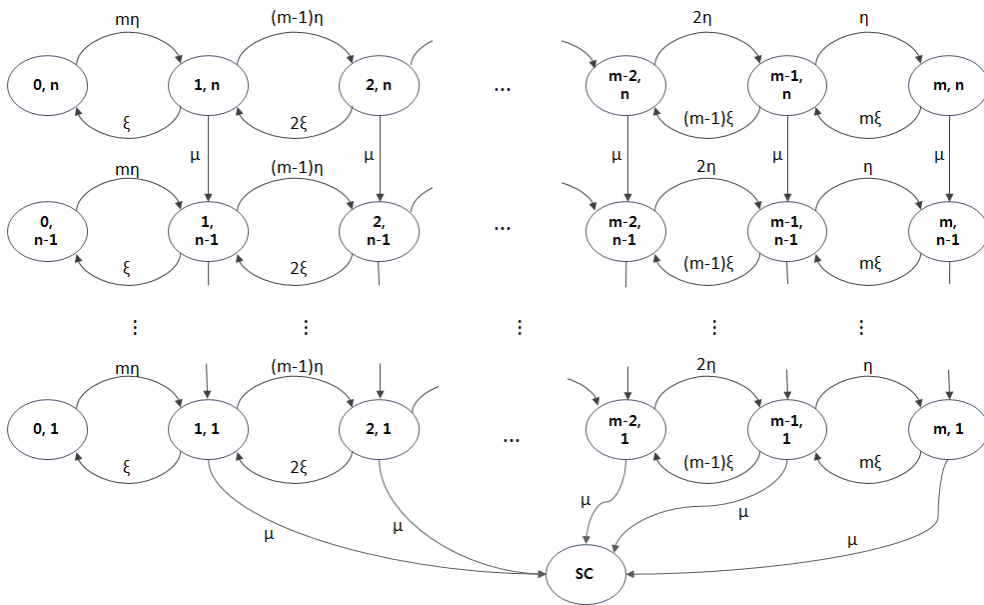 mη (m-1)η 2η η
0, n 1, n 2, n ... m-2, n m-1, n m, n
ξ 2ξ (m-1)ξ mξ
μ μ μ μ μ
mη (m-1)η 2η η
0, n-1 1, n-1 2, n-1 ... m-2, n-1 m-1, n-1 m, n-1
ξ 2ξ (m-1)ξ mξ
⋮ ⋮ ⋮ ⋮ ⋮
mη (m-1)η 2η η
0, 1 1, 1 2, 1 ... m-2, 1 m-1, 1 m, 1
ξ 2ξ (m-1)ξ mξ
μ μ μ μ μ
SC